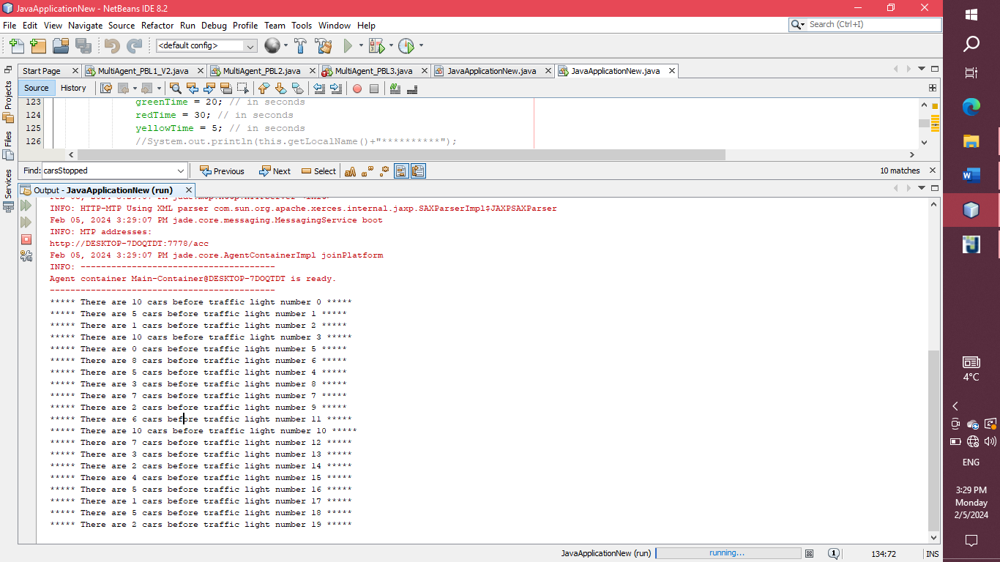 JavaApplicationNew - NetBeans IDE 8.2
File Edit View Navigate Source Refactor Run Debug Profile Team Tools Window Help
Search (Ctrl+I)
<default config>
Start Page MultiAgent_PBL1_V2.java MultiAgent_PBL2.java MultiAgent_PBL3.java JavaApplicationNew.java JavaApplicationNew.java
Source History
Projects
Files
Services
123 greenTime = 20; // in seconds
124 redTime = 30; // in seconds
125 yellowTime = 5; // in seconds
126 //System.out.println(this.getLocalName()+"**********");
Find: carsStopped Previous Next Select 10 matches
Output - JavaApplicationNew (run)
Feb 05, 2024 3:29:07 PM jade.mtp.http.HTTPServer <init>
INFO: HTTP-MTP Using XML parser com.sun.org.apache.xerces.internal.jaxp.SAXParserImpl$JAXPSAXParser
Feb 05, 2024 3:29:07 PM jade.core.messaging.MessagingService boot
INFO: MTP addresses:
http://DESKTOP-7DOQTDT:7778/acc
Feb 05, 2024 3:29:07 PM jade.core.AgentContainerImpl joinPlatform
INFO: --------------------------------------
Agent container Main-Container@DESKTOP-7DOQTDT is ready.
--------------------------------------------
***** There are 10 cars before traffic light number 0 *****
***** There are 5 cars before traffic light number 1 *****
***** There are 1 cars before traffic light number 2 *****
***** There are 10 cars before traffic light number 3 *****
***** There are 0 cars before traffic light number 5 *****
***** There are 8 cars before traffic light number 6 *****
***** There are 5 cars before traffic light number 4 *****
***** There are 3 cars before traffic light number 8 *****
***** There are 7 cars before traffic light number 7 *****
***** There are 2 cars before traffic light number 9 *****
***** There are 6 cars before traffic light number 11 *****
***** There are 10 cars before traffic light number 10 *****
***** There are 7 cars before traffic light number 12 *****
***** There are 3 cars before traffic light number 13 *****
***** There are 2 cars before traffic light number 14 *****
***** There are 4 cars before traffic light number 15 *****
***** There are 5 cars before traffic light number 16 *****
***** There are 1 cars before traffic light number 17 *****
***** There are 5 cars before traffic light number 18 *****
***** There are 2 cars before traffic light number 19 *****
JavaApplicationNew (run) running... 1 134:72 INS
4°C
ENG
3:29 PM
Monday
2/5/2024